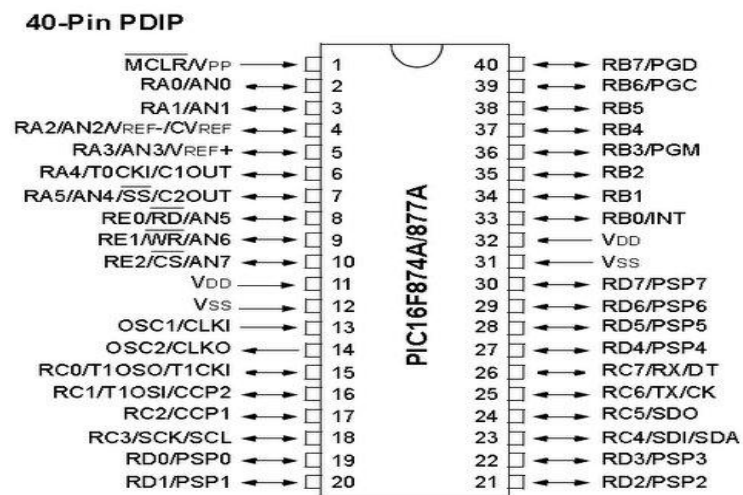 40-Pin PDIP
MCLR/VPP 1 40 RB7/PGD
RA0/AN0 2 39 RB6/PGC
RA1/AN1 3 38 RB5
RA2/AN2/VREF-/CVREF 4 37 RB4
RA3/AN3/VREF+ 5 36 RB3/PGM
RA4/T0CKI/C1OUT 6 35 RB2
RA5/AN4/SS/C2OUT 7 34 RB1
RE0/RD/AN5 8 33 RB0/INT
RE1/WR/AN6 9 32 VDD
RE2/CS/AN7 10 31 VSS
VDD 11 30 RD7/PSP7
VSS 12 29 RD6/PSP6
OSC1/CLKI 13 28 RD5/PSP5
OSC2/CLKO 14 27 RD4/PSP4
RC0/T1OSO/T1CKI 15 26 RC7/RX/DT
RC1/T1OSI/CCP2 16 25 RC6/TX/CK
RC2/CCP1 17 24 RC5/SDO
RC3/SCK/SCL 18 23 RC4/SDI/SDA
RD0/PSP0 19 22 RD3/PSP3
RD1/PSP1 20 21 RD2/PSP2
PIC16F874A/877A